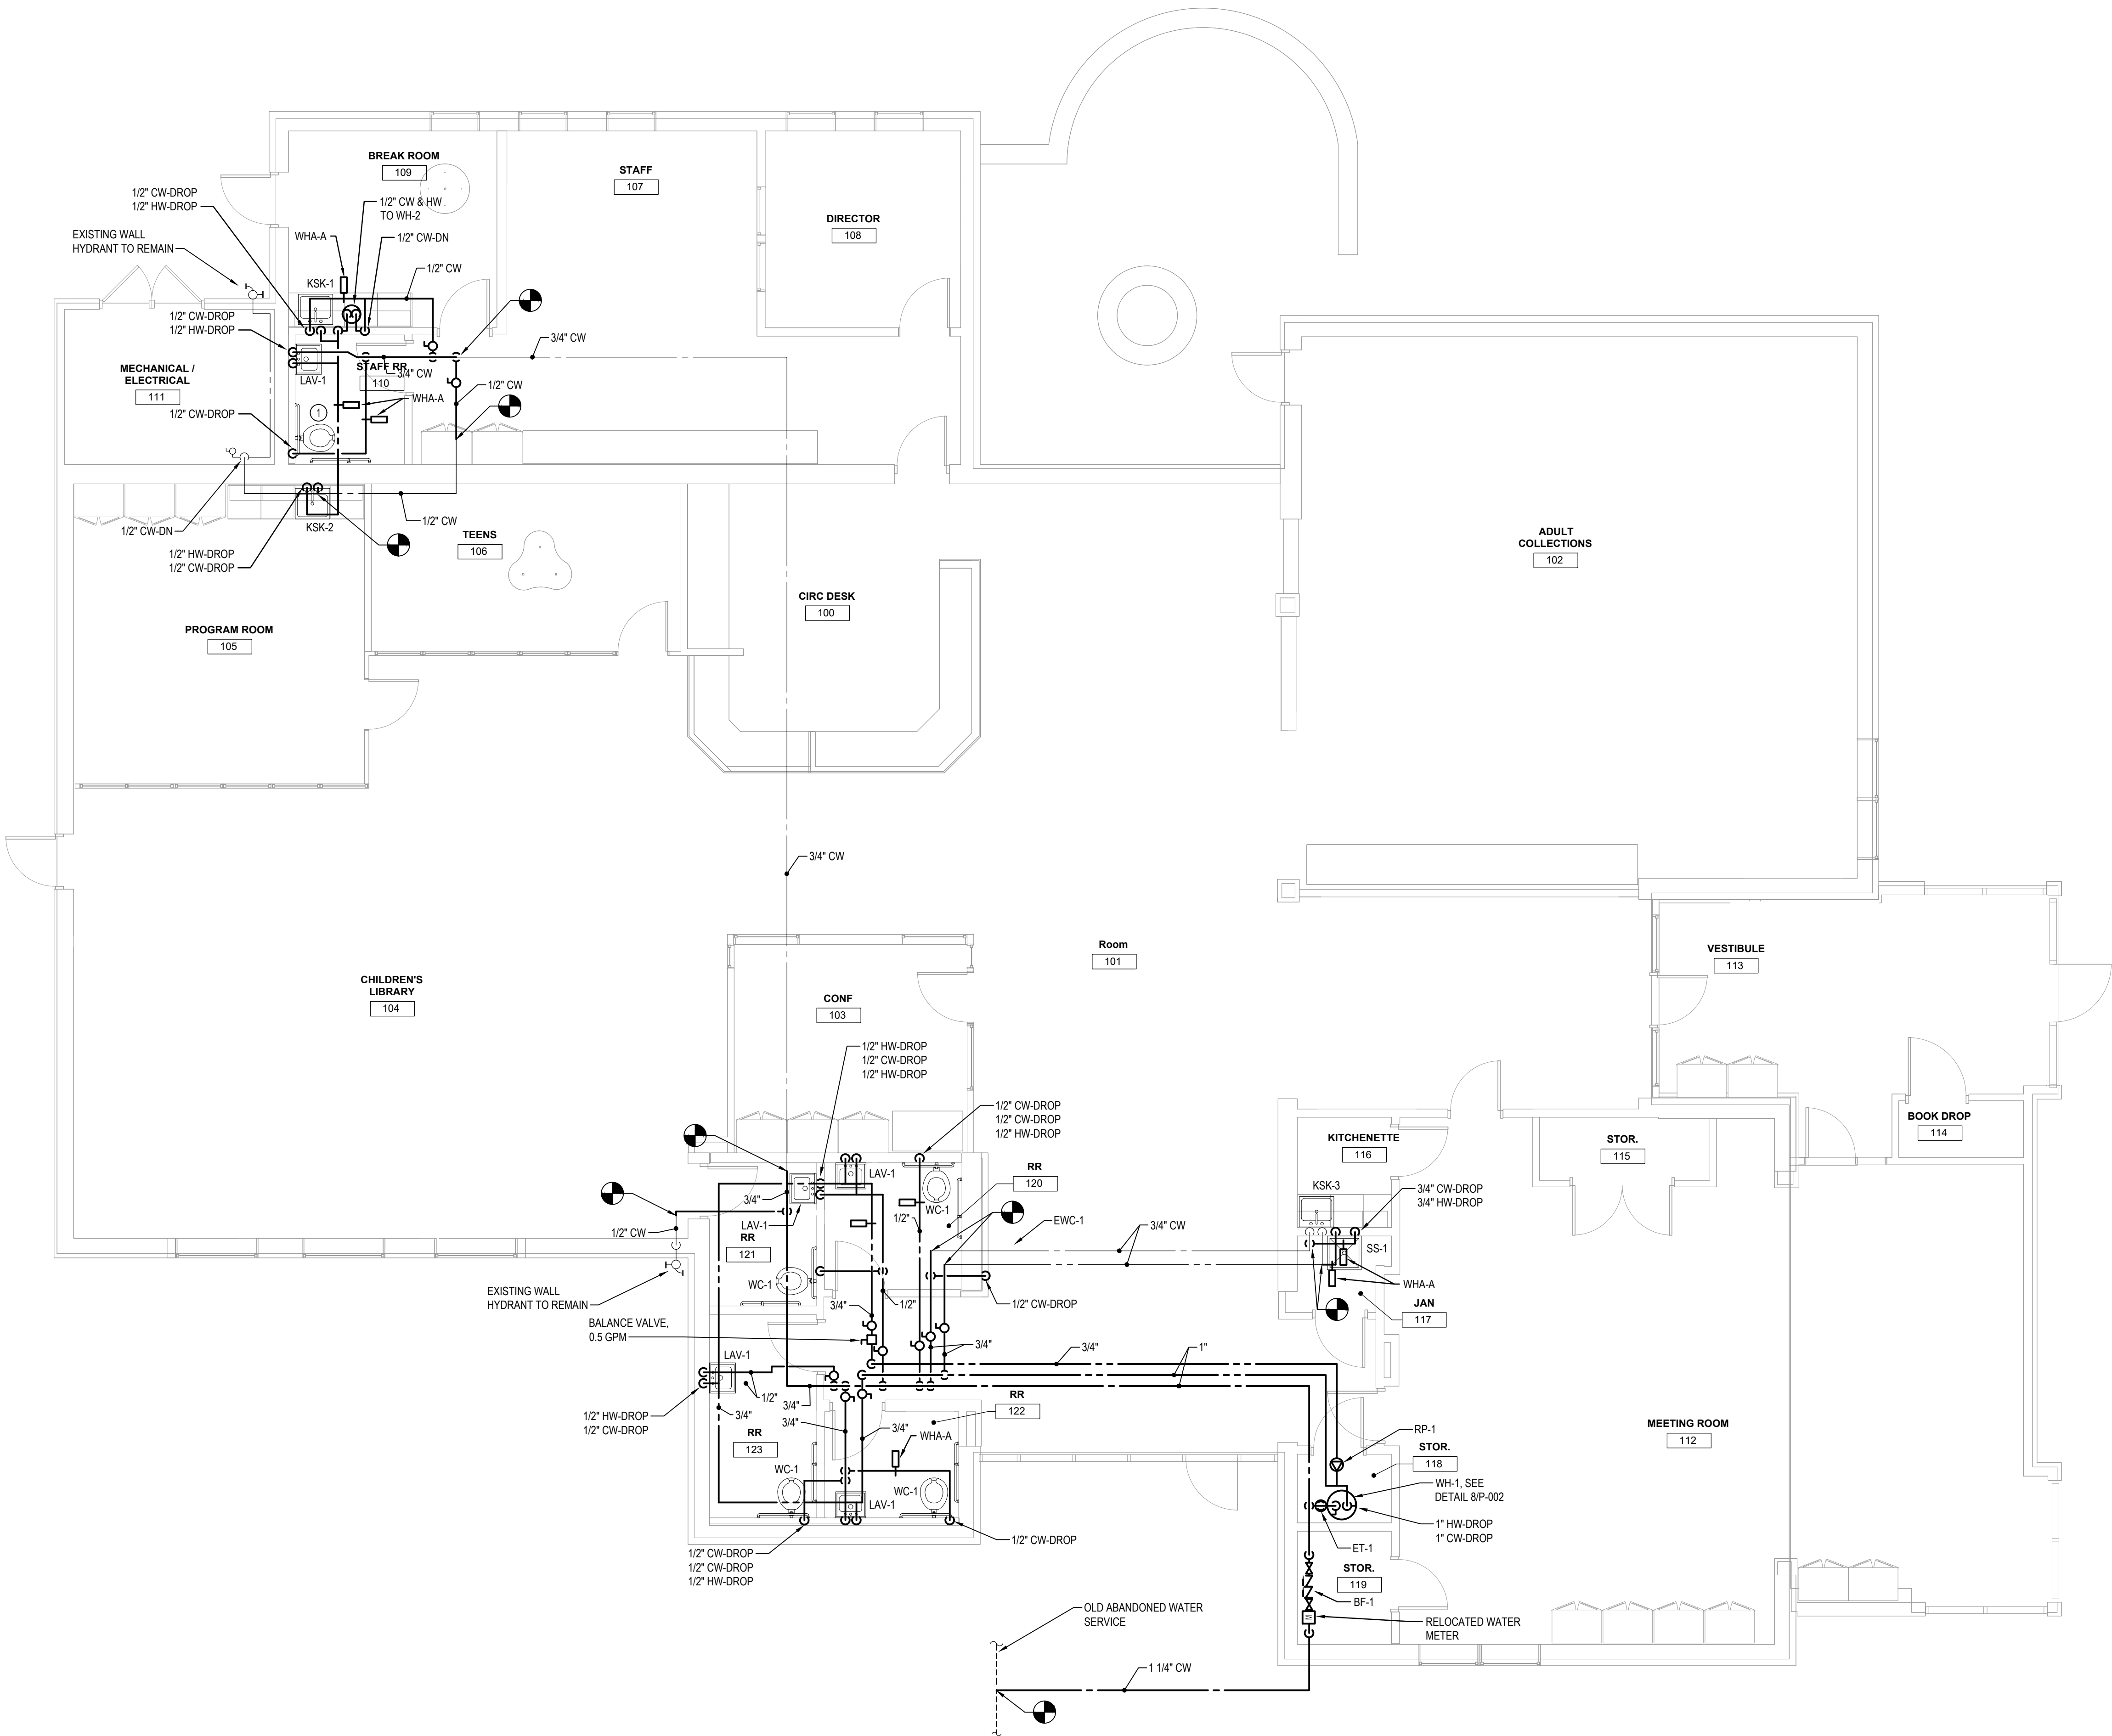 BREAK ROOM
109
STAFF
107
DIRECTOR
108
1/2" CW-DROP
1/2" HW-DROP
1/2" CW & HW
TO WH-2
WHA-A
1/2" CW-DN
EXISTING WALL
HYDRANT TO REMAIN
1/2" CW
KSK-1
1/2" CW-DROP
1/2" HW-DROP
3/4" CW
MECHANICAL /
ELECTRICAL
111
LAV-1
STAFF RR
110
3/4" CW
1/2" CW
WHA-A
1
1/2" CW-DROP
1/2" CW-DN
KSK-2
1/2" CW
1/2" HW-DROP
1/2" CW-DROP
TEENS
106
ADULT
COLLECTIONS
102
CIRC DESK
100
PROGRAM ROOM
105
3/4" CW
Room
101
VESTIBULE
113
CHILDREN'S
LIBRARY
104
CONF
103
1/2" HW-DROP
1/2" CW-DROP
1/2" HW-DROP
1/2" CW-DROP
1/2" CW-DROP
1/2" HW-DROP
BOOK DROP
114
KITCHENETTE
116
STOR.
115
LAV-1
RR
120
KSK-3
3/4" CW-DROP
3/4" HW-DROP
3/4"
WC-1
1/2"
EWC-1
3/4" CW
LAV-1
RR
121
1/2" CW
SS-1
WC-1
WHA-A
EXISTING WALL
HYDRANT TO REMAIN
3/4"
1/2"
1/2" CW-DROP
JAN
117
BALANCE VALVE,
0.5 GPM
3/4"
3/4"
1"
LAV-1
1/2"
3/4"
RR
122
1/2" HW-DROP
1/2" CW-DROP
3/4"
3/4"
3/4"
MEETING ROOM
112
RR
123
WHA-A
RP-1
STOR.
118
WC-1
WC-1
LAV-1
WH-1, SEE
DETAIL 8/P-002
1" HW-DROP
1" CW-DROP
1/2" CW-DROP
ET-1
1/2" CW-DROP
1/2" CW-DROP
1/2" HW-DROP
STOR.
119
BF-1
M
OLD ABANDONED WATER
SERVICE
RELOCATED WATER
METER
1 1/4" CW